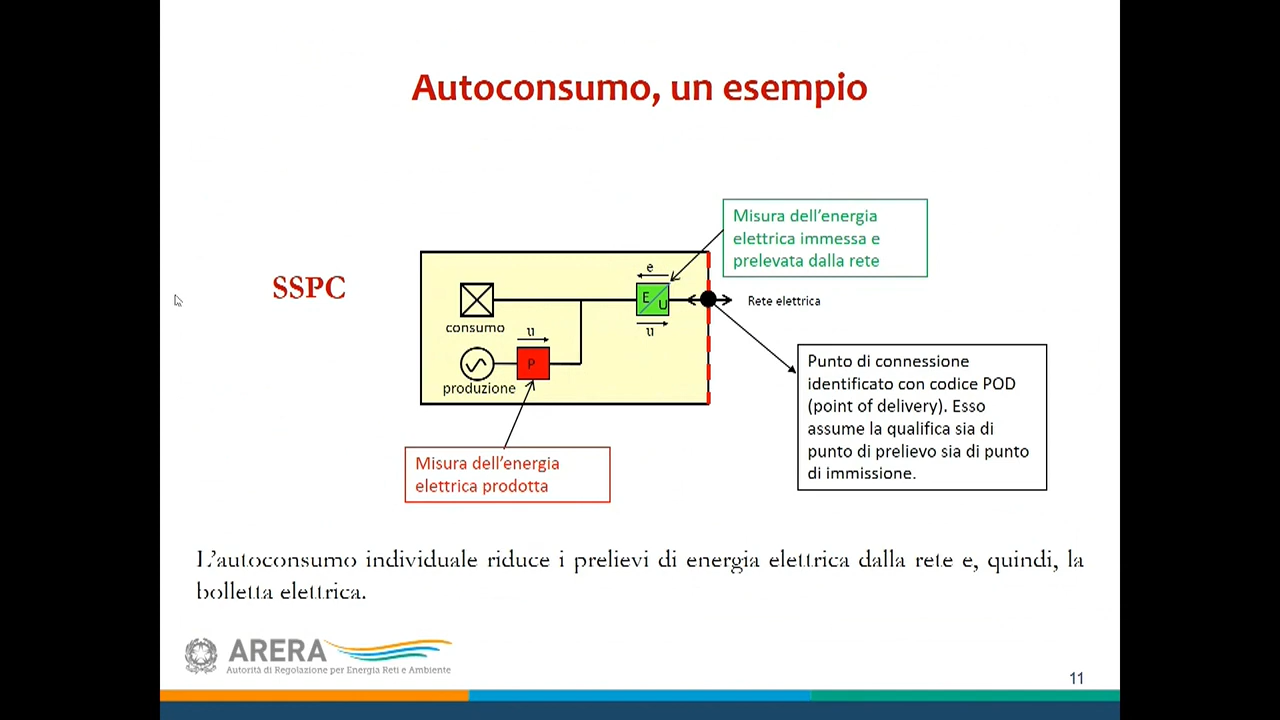 Autoconsumo, un esempio
Misura dell'energia
elettrica immessa e
prelevata dalla rete
SSPC
e
E/U
u
Rete elettrica
consumo
u
P
produzione
Punto di connessione
identificato con codice POD
(point of delivery). Esso
assume la qualifica sia di
punto di prelievo sia di punto
di immissione.
Misura dell'energia
elettrica prodotta
L'autoconsumo individuale riduce i prelievi di energia elettrica dalla rete e, quindi, la
bolletta elettrica.
ARERA
Autorità di Regolazione per Energia Reti e Ambiente
11